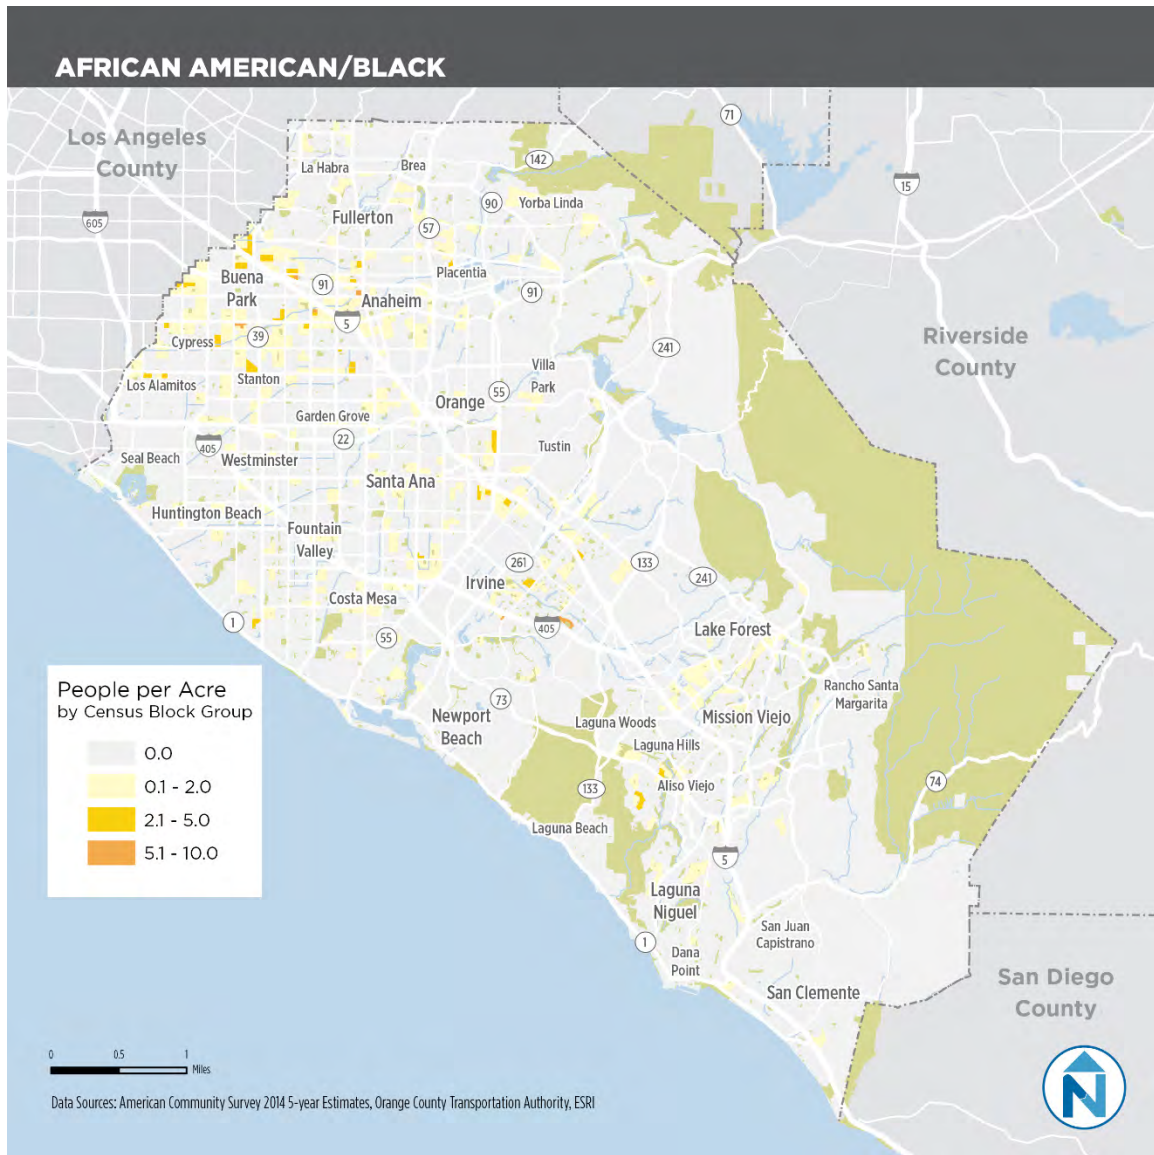 AFRICAN AMERICAN/BLACK
Los Angeles
County
71
La Habra
Brea
142
15
605
Fullerton
57
90
Yorba Linda
Buena
Park
91
Placentia
Anaheim
91
5
39
Cypress
241
Riverside
County
Los Alamitos
Stanton
Villa
Park
Orange
55
Garden Grove
22
Tustin
Seal Beach
405
Westminster
Santa Ana
Huntington Beach
Fountain
Valley
261
133
241
Irvine
Costa Mesa
1
55
405
Lake Forest
Rancho Santa
Margarita
73
Newport
Beach
Laguna Woods
Mission Viejo
Laguna Hills
74
133
Aliso Viejo
Laguna Beach
5
Laguna
Niguel
1
San Juan
Capistrano
Dana
Point
San Clemente
San Diego
County
People per Acre
by Census Block Group
0.0
0.1 - 2.0
2.1 - 5.0
5.1 - 10.0
0 0.5 1
Miles
Data Sources: American Community Survey 2014 5-year Estimates, Orange County Transportation Authority, ESRI
N